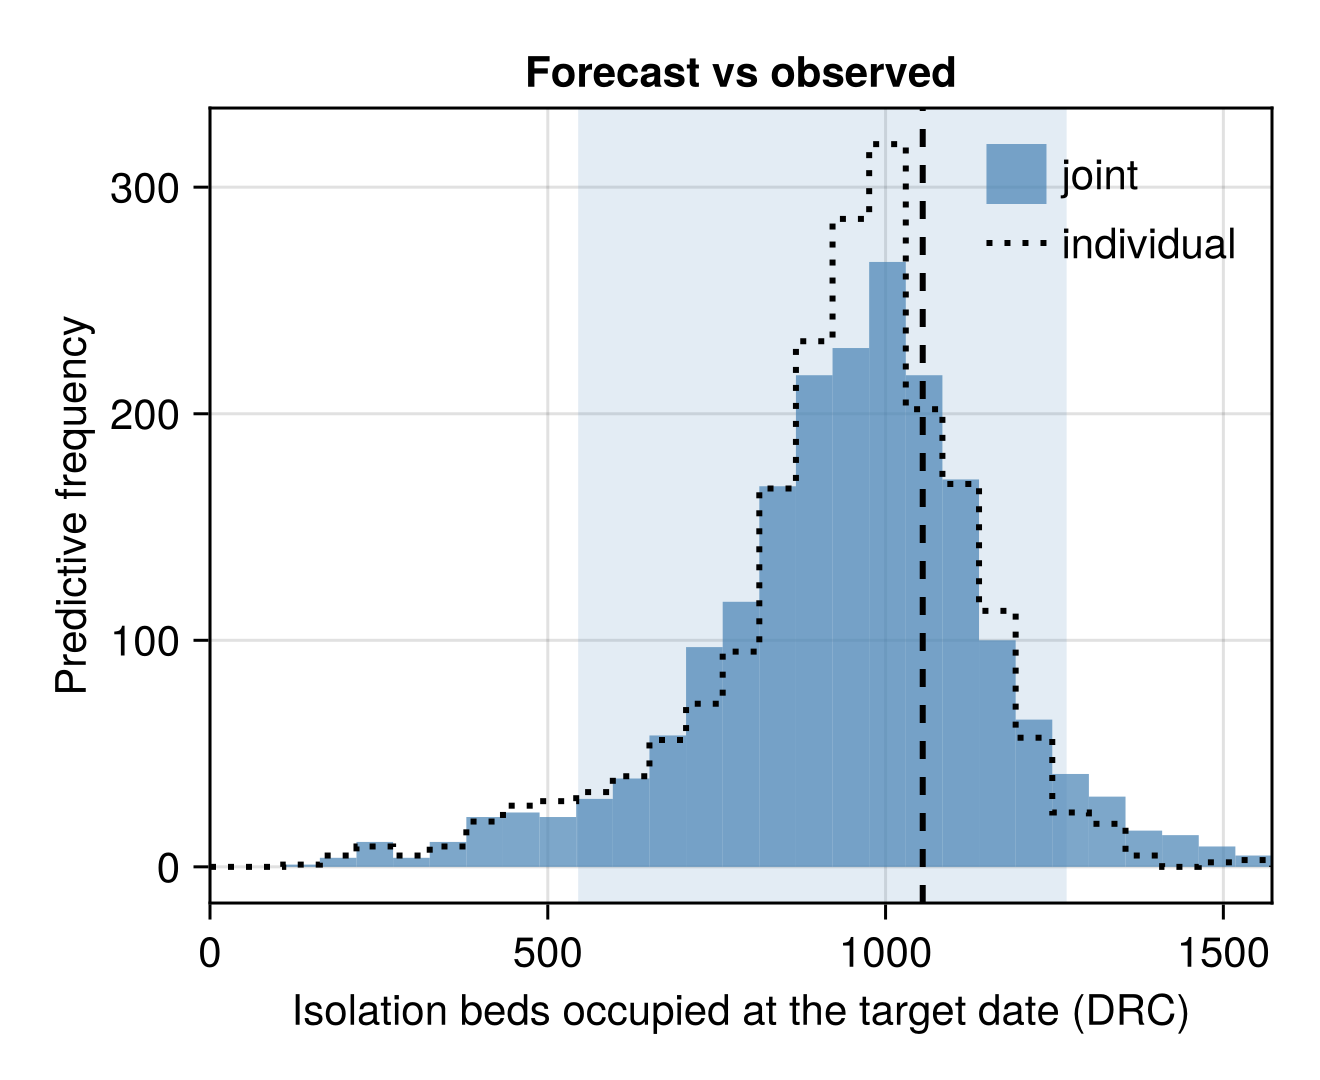 Forecast vs observed
joint
individual
Predictive frequency
300
200
100
0
0 500 1000 1500
Isolation beds occupied at the target date (DRC)